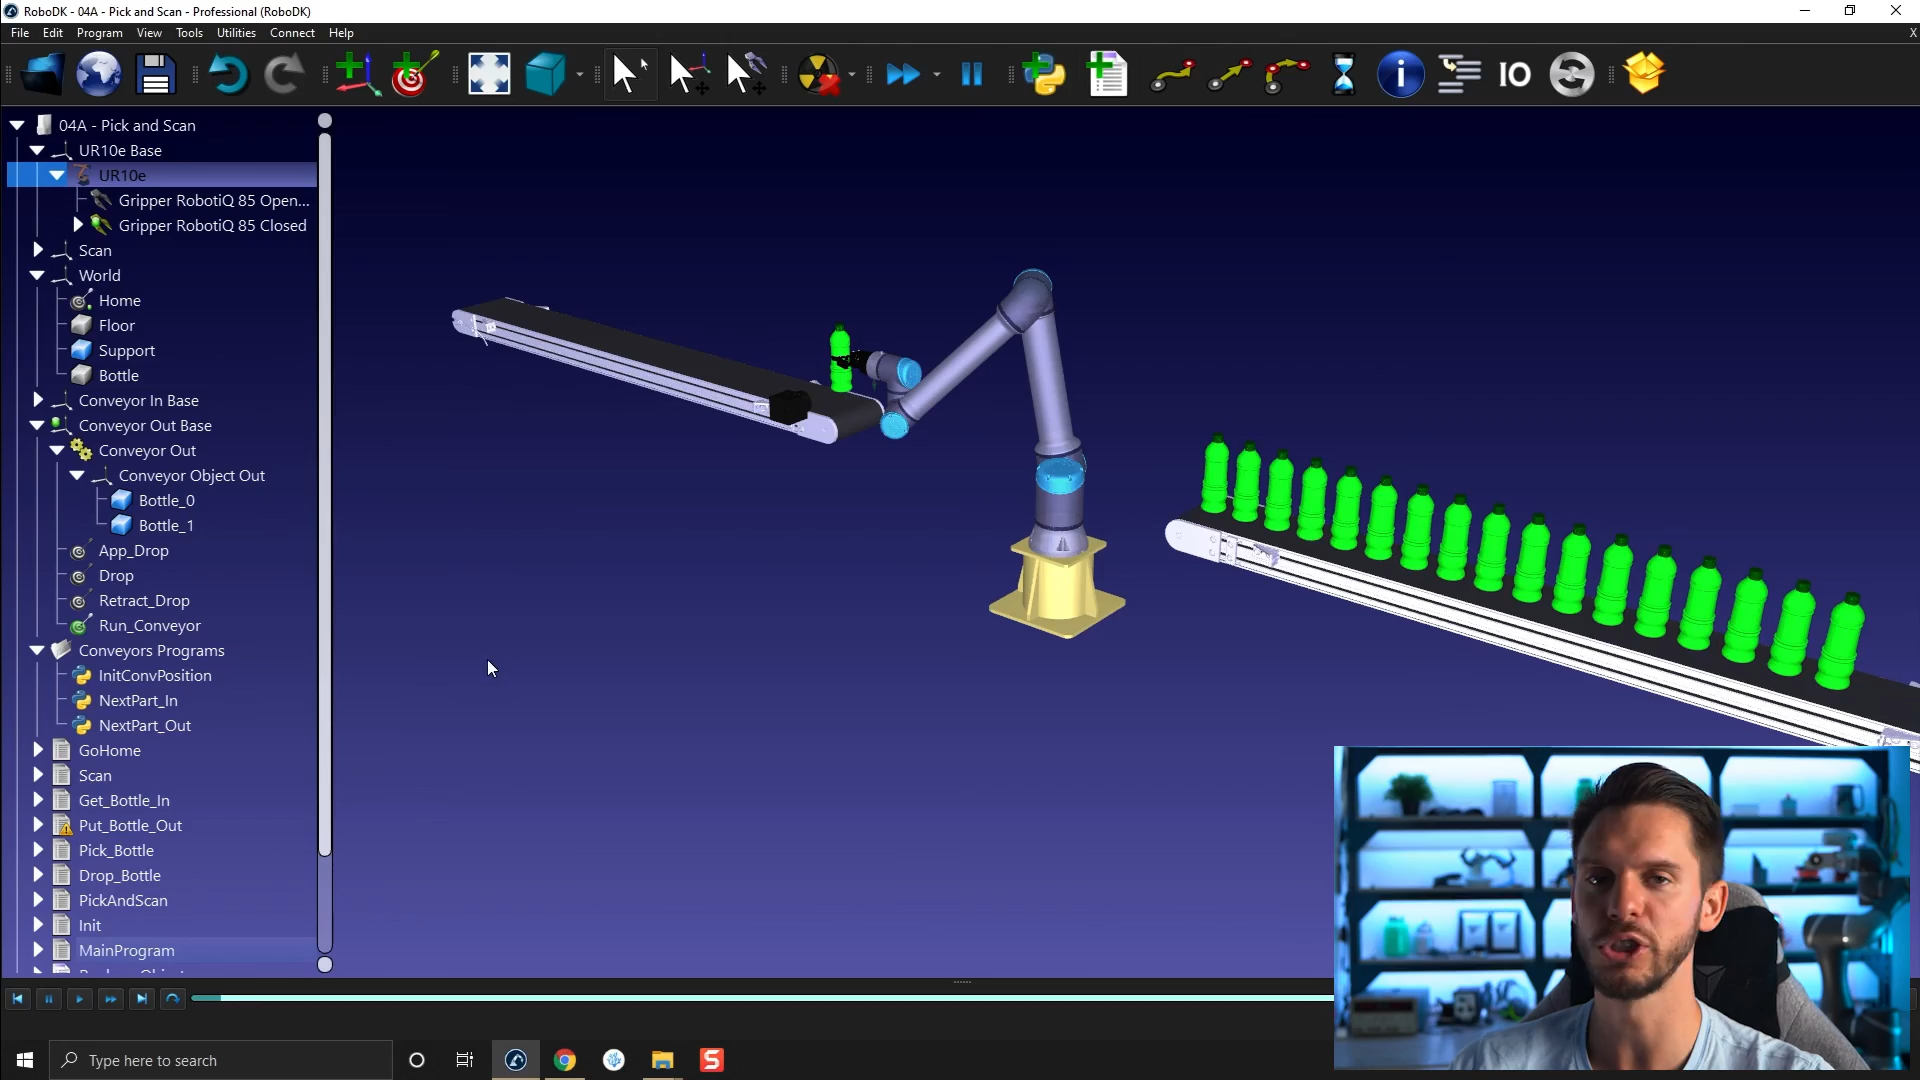 RoboDK - 04A - Pick and Scan - Professional (RoboDK)
File Edit Program View Tools Utilities Connect Help
X
IO
04A - Pick and Scan
UR10e Base
UR10e
Gripper RobotiQ 85 Open...
Gripper RobotiQ 85 Closed
Scan
World
Home
Floor
Support
Bottle
Conveyor In Base
Conveyor Out Base
Conveyor Out
Conveyor Object Out
Bottle_0
Bottle_1
App_Drop
Drop
Retract_Drop
Run_Conveyor
Conveyors Programs
InitConvPosition
NextPart_In
NextPart_Out
GoHome
Scan
Get_Bottle_In
Put_Bottle_Out
Pick_Bottle
Drop_Bottle
PickAndScan
Init
MainProgram
Type here to search
S